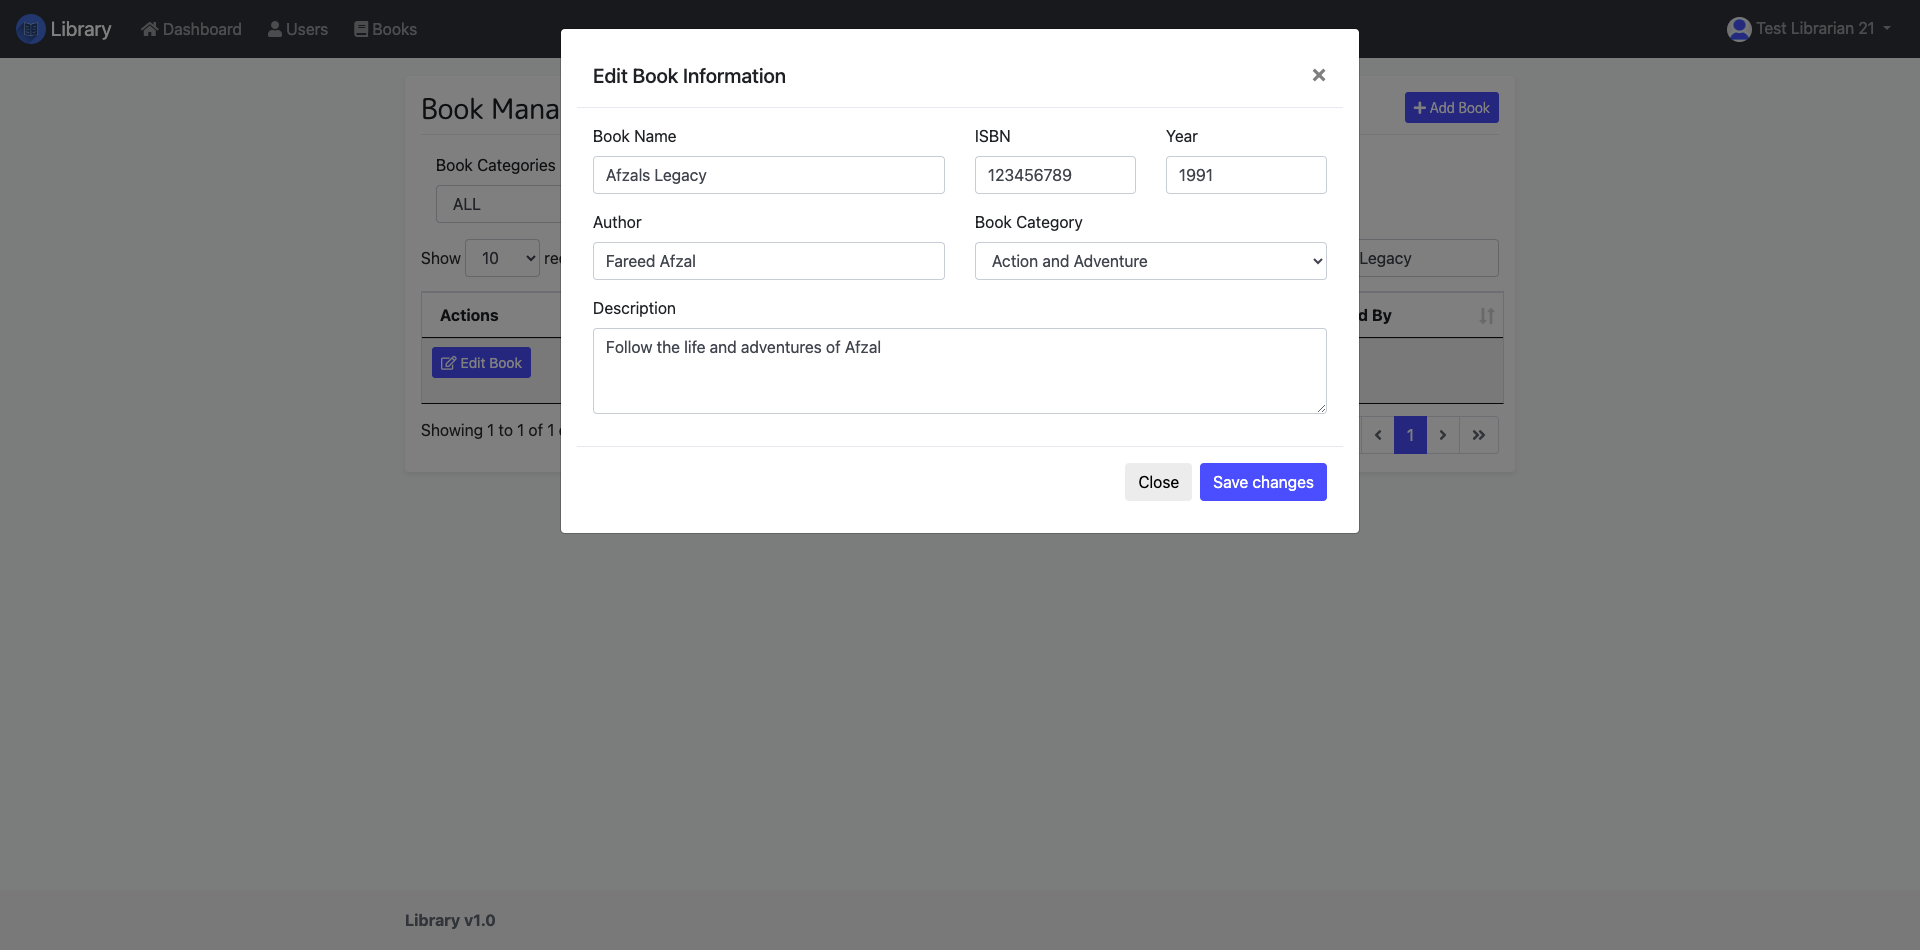 Library Dashboard Users Books Test Librarian 21
Edit Book Information ×
Book Mana
Add Book
Book Name ISBN Year
Afzals Legacy 123456789 1991
Book Categories
ALL
Author Book Category
Fareed Afzal Action and Adventure
Show 10 Legacy
Description
Follow the life and adventures of Afzal
Actions d By
Edit Book
Showing 1 to 1 of 1
1
Close Save changes
Library v1.0